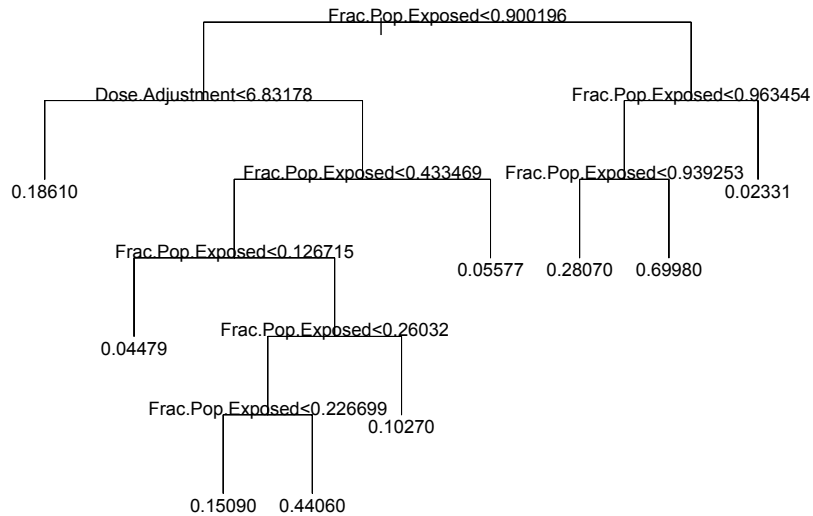 Frac.Pop.Exposed<0.900196
Dose.Adjustment<6.83178
Frac.Pop.Exposed<0.963454
0.18610
Frac.Pop.Exposed<0.433469
Frac.Pop.Exposed<0.939253
0.02331
Frac.Pop.Exposed<0.126715
0.05577
0.28070
0.69980
0.04479
Frac.Pop.Exposed<0.26032
Frac.Pop.Exposed<0.226699
0.10270
0.15090
0.44060